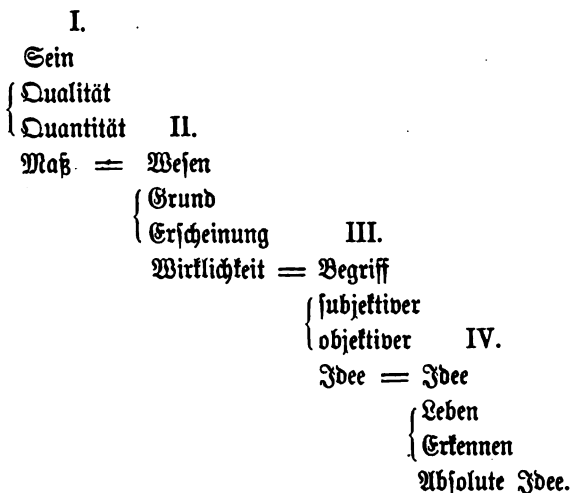 I.
Sein
Qualität
Quantität II.
Maß = Wesen
Grund
Erscheinung III.
Wirklichkeit = Begriff
subjektiver
objektiver IV.
Idee = Idee
Leben
Erkennen
Absolute Idee.